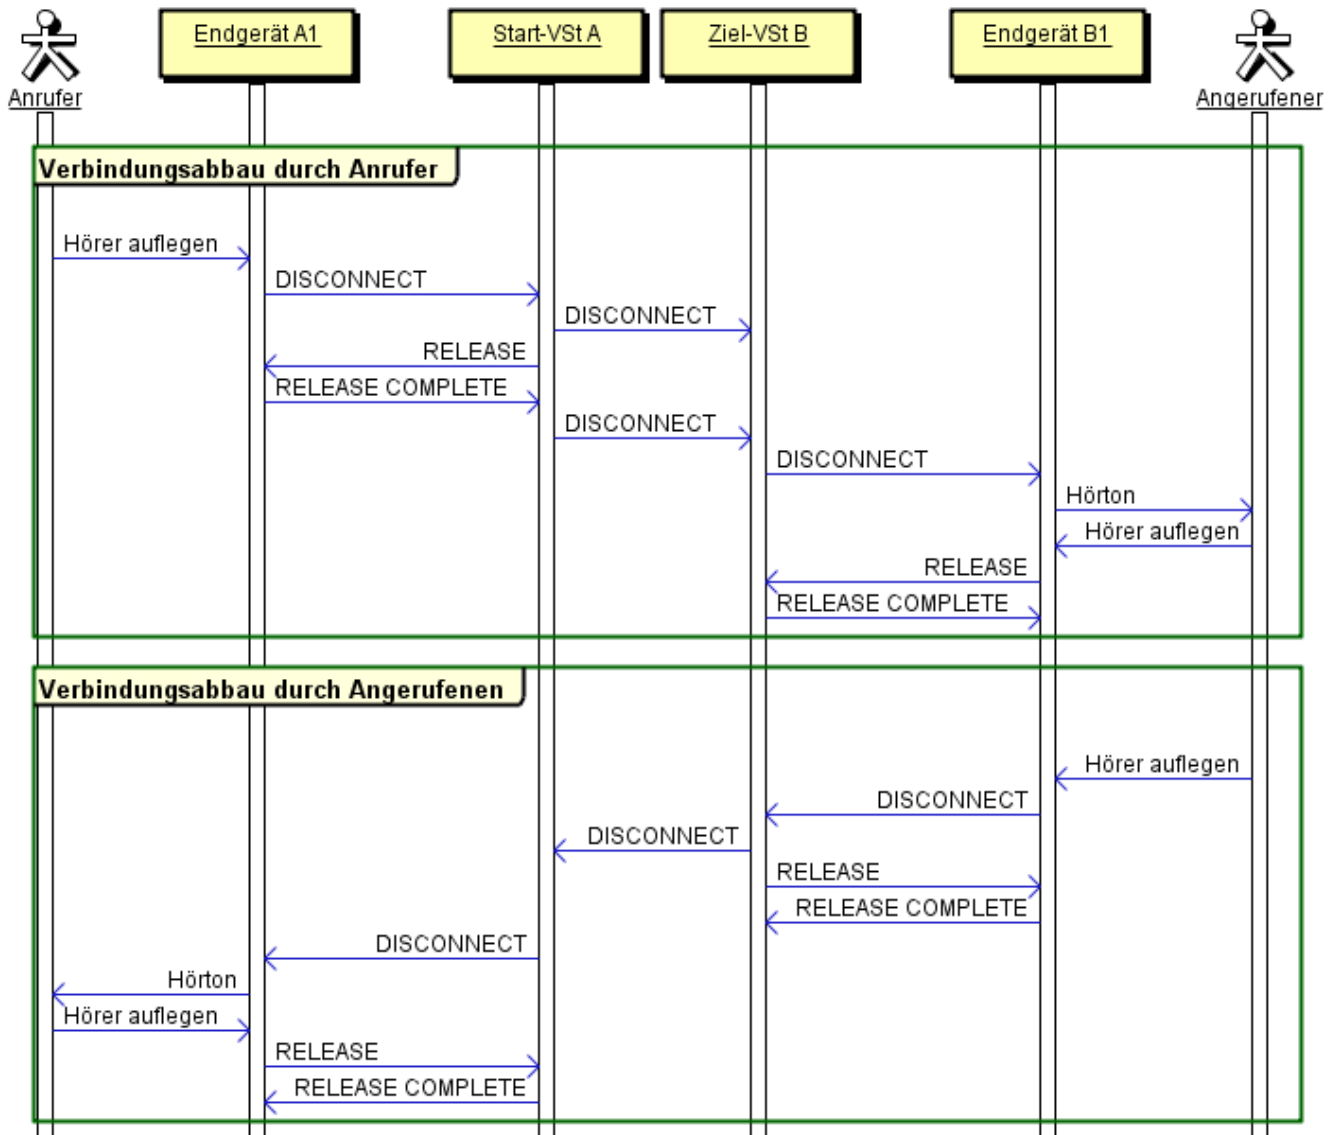 Endgerät A1
Start-VSt A
Ziel-VSt B
Endgerät B1
Anrufer
Angerufener
Verbindungsabbau durch Anrufer
Hörer auflegen
DISCONNECT
DISCONNECT
RELEASE
RELEASE COMPLETE
DISCONNECT
DISCONNECT
Hörton
Hörer auflegen
RELEASE
RELEASE COMPLETE
Verbindungsabbau durch Angerufenen
Hörer auflegen
DISCONNECT
DISCONNECT
RELEASE
RELEASE COMPLETE
DISCONNECT
Hörton
Hörer auflegen
RELEASE
RELEASE COMPLETE